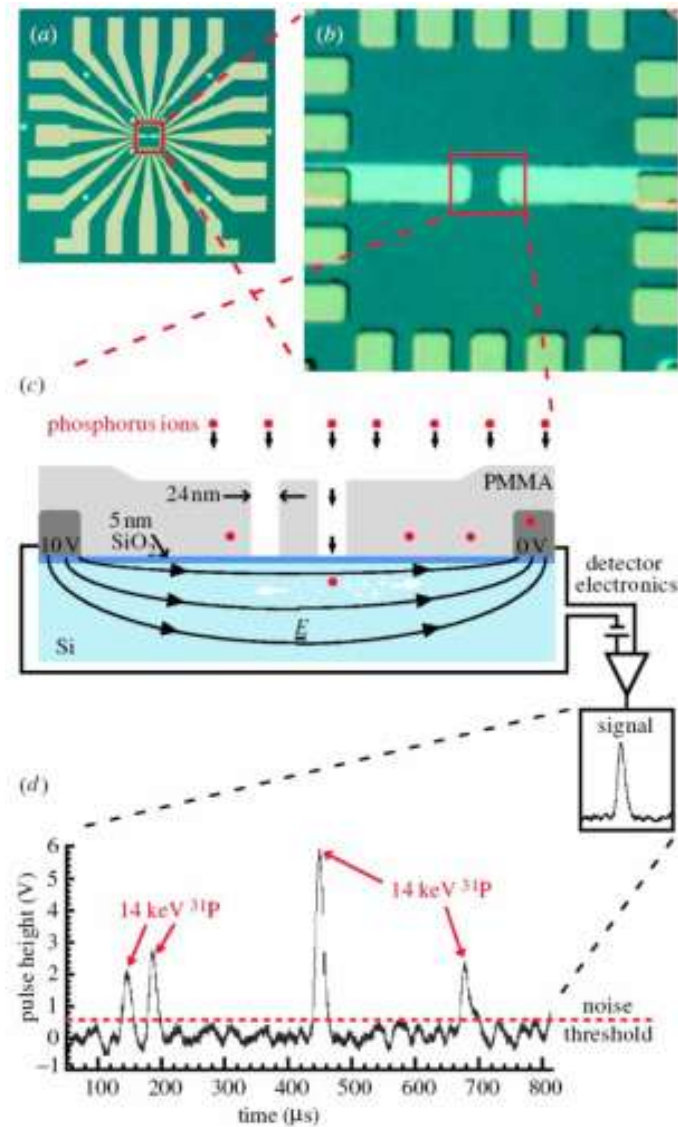 (a)
(b)
(c)
phosphorus ions
24 nm
PMMA
5 nm
SiO₂
10 V
0 V
detector
electronics
E
Si
signal
(d)
pulse height (V)
6
5
4
3
2
1
0
−1
14 keV ³¹P
14 keV ³¹P
noise
threshold
100 200 300 400 500 600 700 800
time (μs)